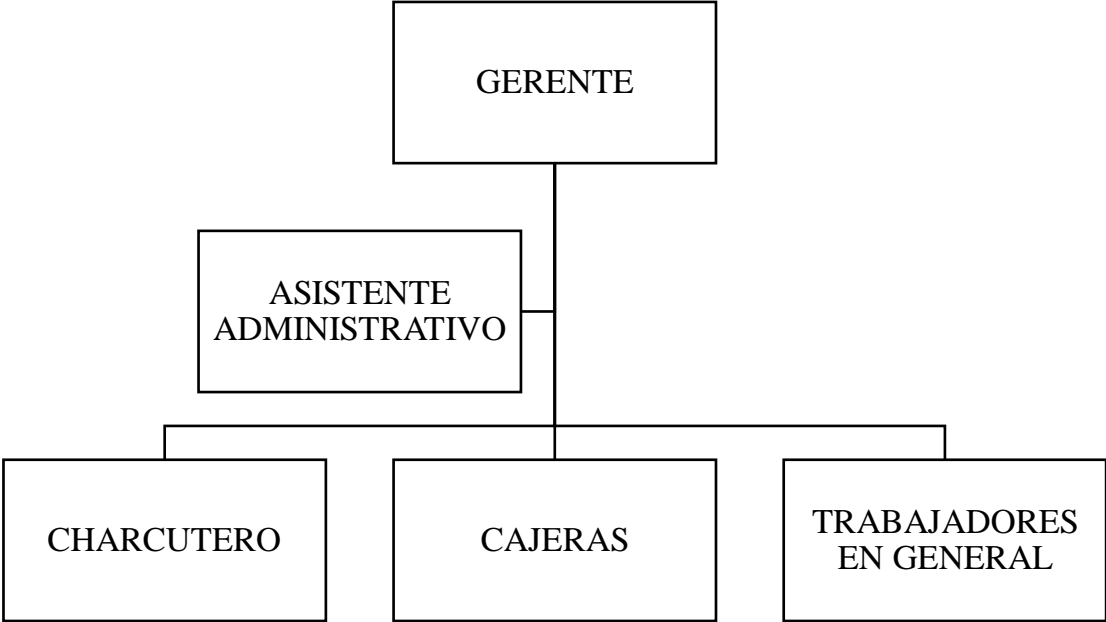 GERENTE
ASISTENTE
ADMINISTRATIVO
CHARCUTERO
CAJERAS
TRABAJADORES
EN GENERAL